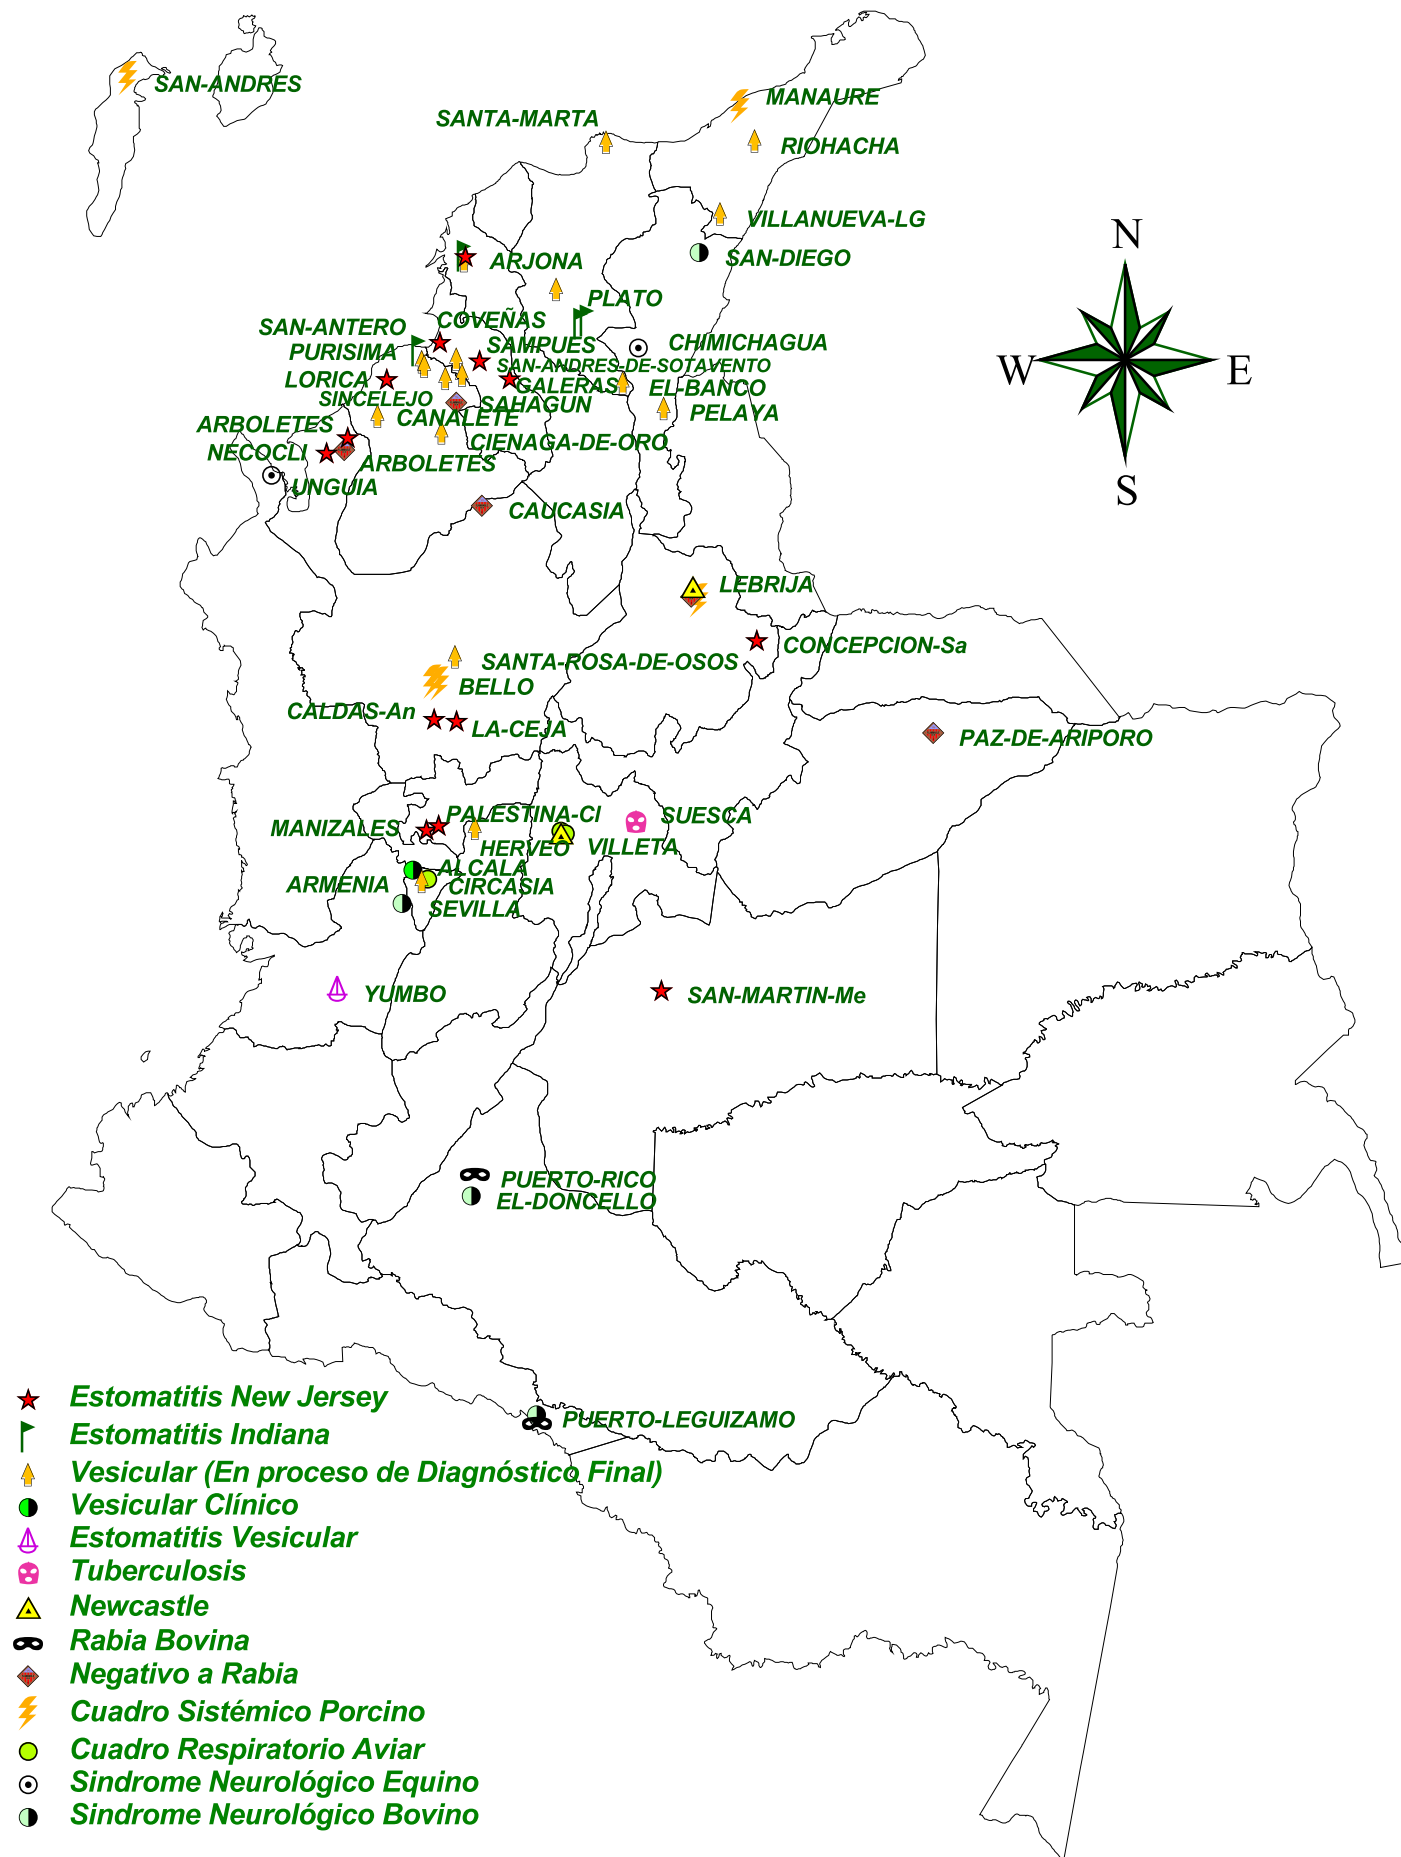 SAN-ANDRES
MANAURE
SANTA-MARTA
RIOHACHA
VILLANUEVA-LG
N
SAN-DIEGO
ARJONA
PLATO
COVEÑAS
SAN-ANTERO
CHIMICHAGUA
SAMPUES
PURISIMA
SAN-ANDRES-DE-SOTAVENTO
W
E
LORICA
GALERAS
EL-BANCO
SINCELEJO
SAHAGUN
PELAYA
CANALETE
ARBOLETES
CIENAGA-DE-ORO
NECOCLI
ARBOLETES
UNGUIA
S
CAUCASIA
LEBRIJA
CONCEPCION-Sa
SANTA-ROSA-DE-OSOS
BELLO
CALDAS-An
LA-CEJA
PAZ-DE-ARIPORO
PALESTINA-Cl
SUESCA
MANIZALES
HERVEO
VILLETA
ALCALA
ARMENIA
CIRCASIA
SEVILLA
YUMBO
SAN-MARTIN-Me
PUERTO-RICO
EL-DONCELLO
PUERTO-LEGUIZAMO
Estomatitis New Jersey
Estomatitis Indiana
Vesicular (En proceso de Diagnóstico Final)
Vesicular Clínico
Estomatitis Vesicular
Tuberculosis
Newcastle
Rabia Bovina
Negativo a Rabia
Cuadro Sistémico Porcino
Cuadro Respiratorio Aviar
Sindrome Neurológico Equino
Sindrome Neurológico Bovino